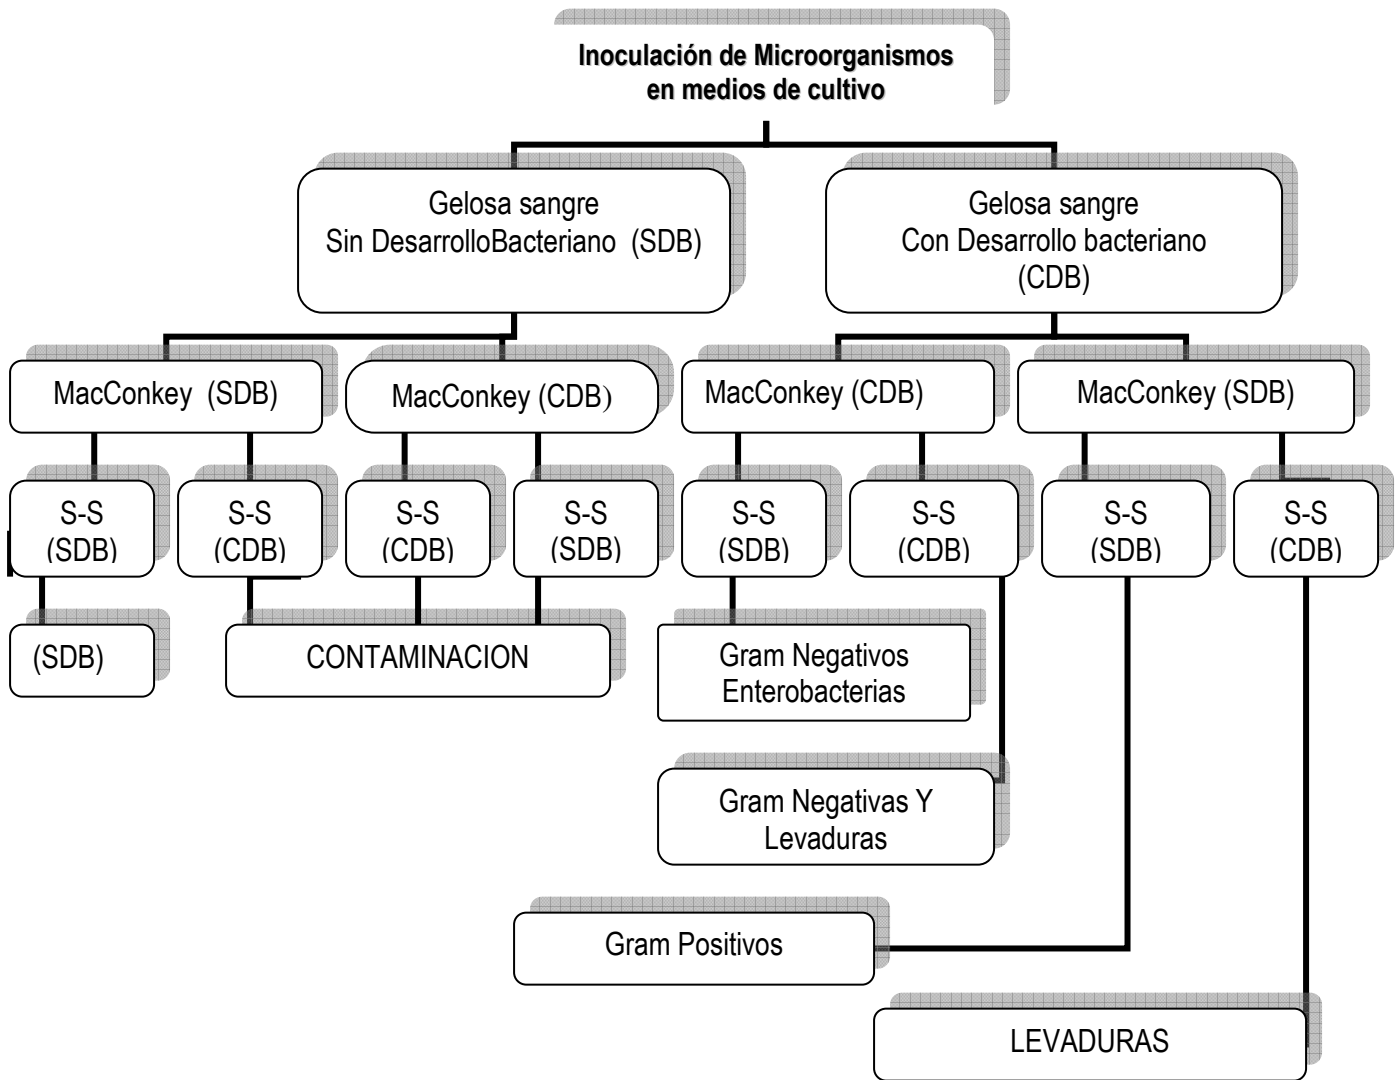 Inoculación de Microorganismos
en medios de cultivo
Gelosa sangre
Sin DesarrolloBacteriano (SDB)
Gelosa sangre
Con Desarrollo bacteriano
(CDB)
MacConkey (SDB)
MacConkey (CDB)
MacConkey (CDB)
MacConkey (SDB)
S-S
(SDB)
S-S
(CDB)
S-S
(CDB)
S-S
(SDB)
S-S
(SDB)
S-S
(CDB)
S-S
(SDB)
S-S
(CDB)
(SDB)
CONTAMINACION
Gram Negativos
Enterobacterias
Gram Negativas Y
Levaduras
Gram Positivos
LEVADURAS